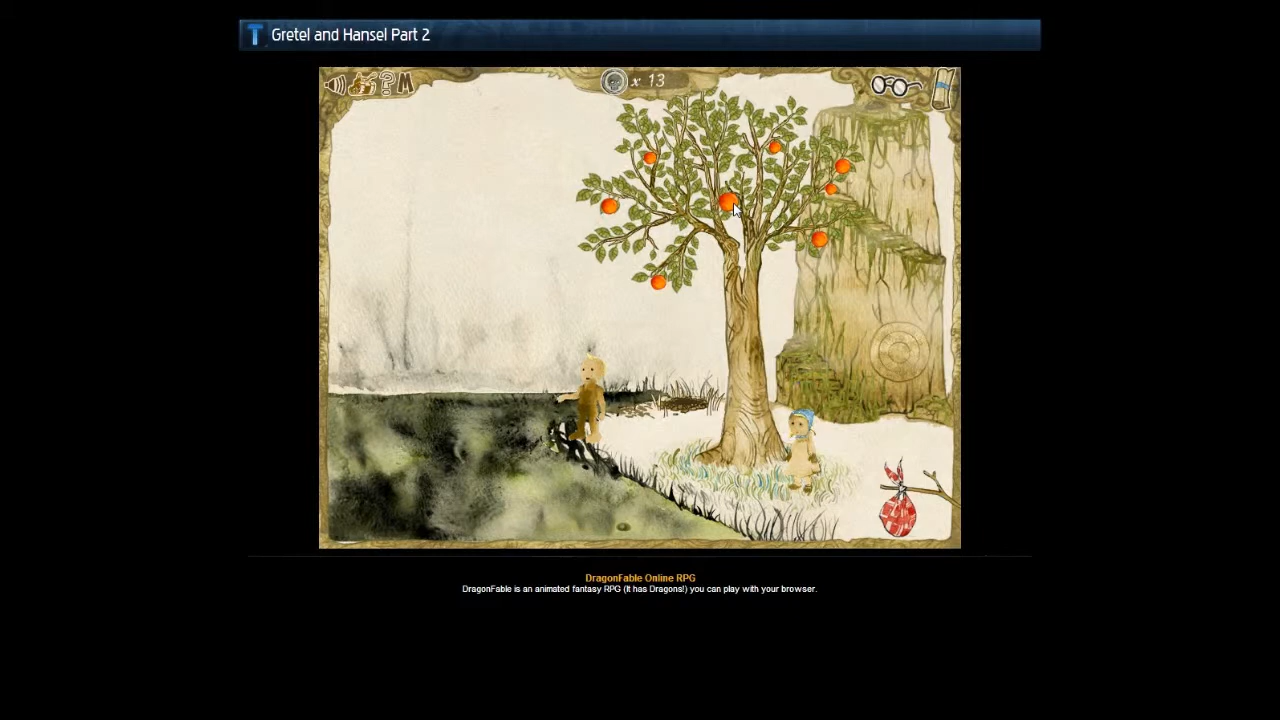 T Gretel and Hansel Part 2
x 13
? M
DragonFable Online RPG
DragonFable is an animated fantasy RPG (It has Dragons!) you can play with your browser.